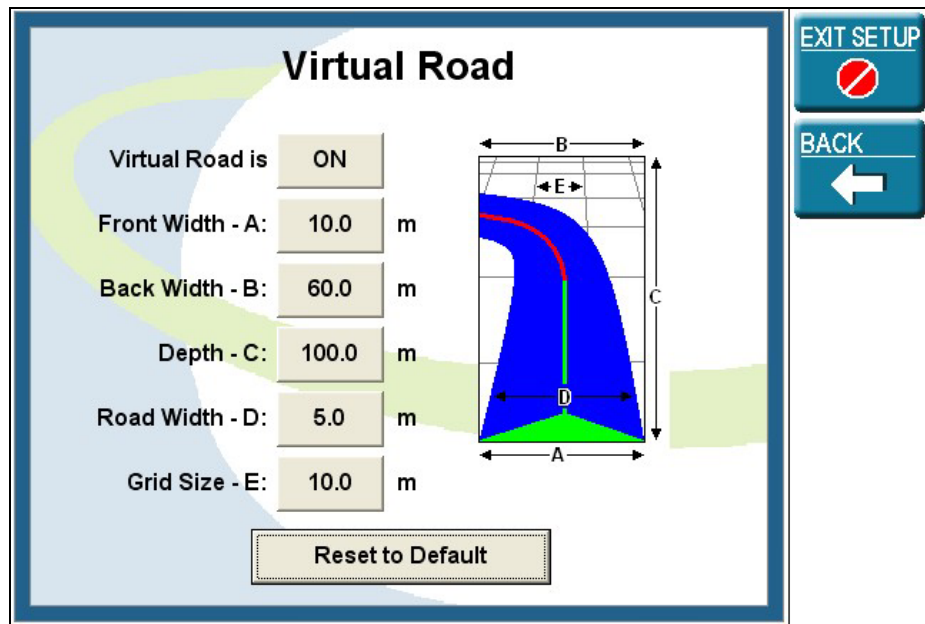 Virtual Road
EXIT SETUP
BACK
Virtual Road is ON
Front Width - A: 10.0 m
Back Width - B: 60.0 m
Depth - C: 100.0 m
Road Width - D: 5.0 m
Grid Size - E: 10.0 m
Reset to Default
B
E
C
D
A